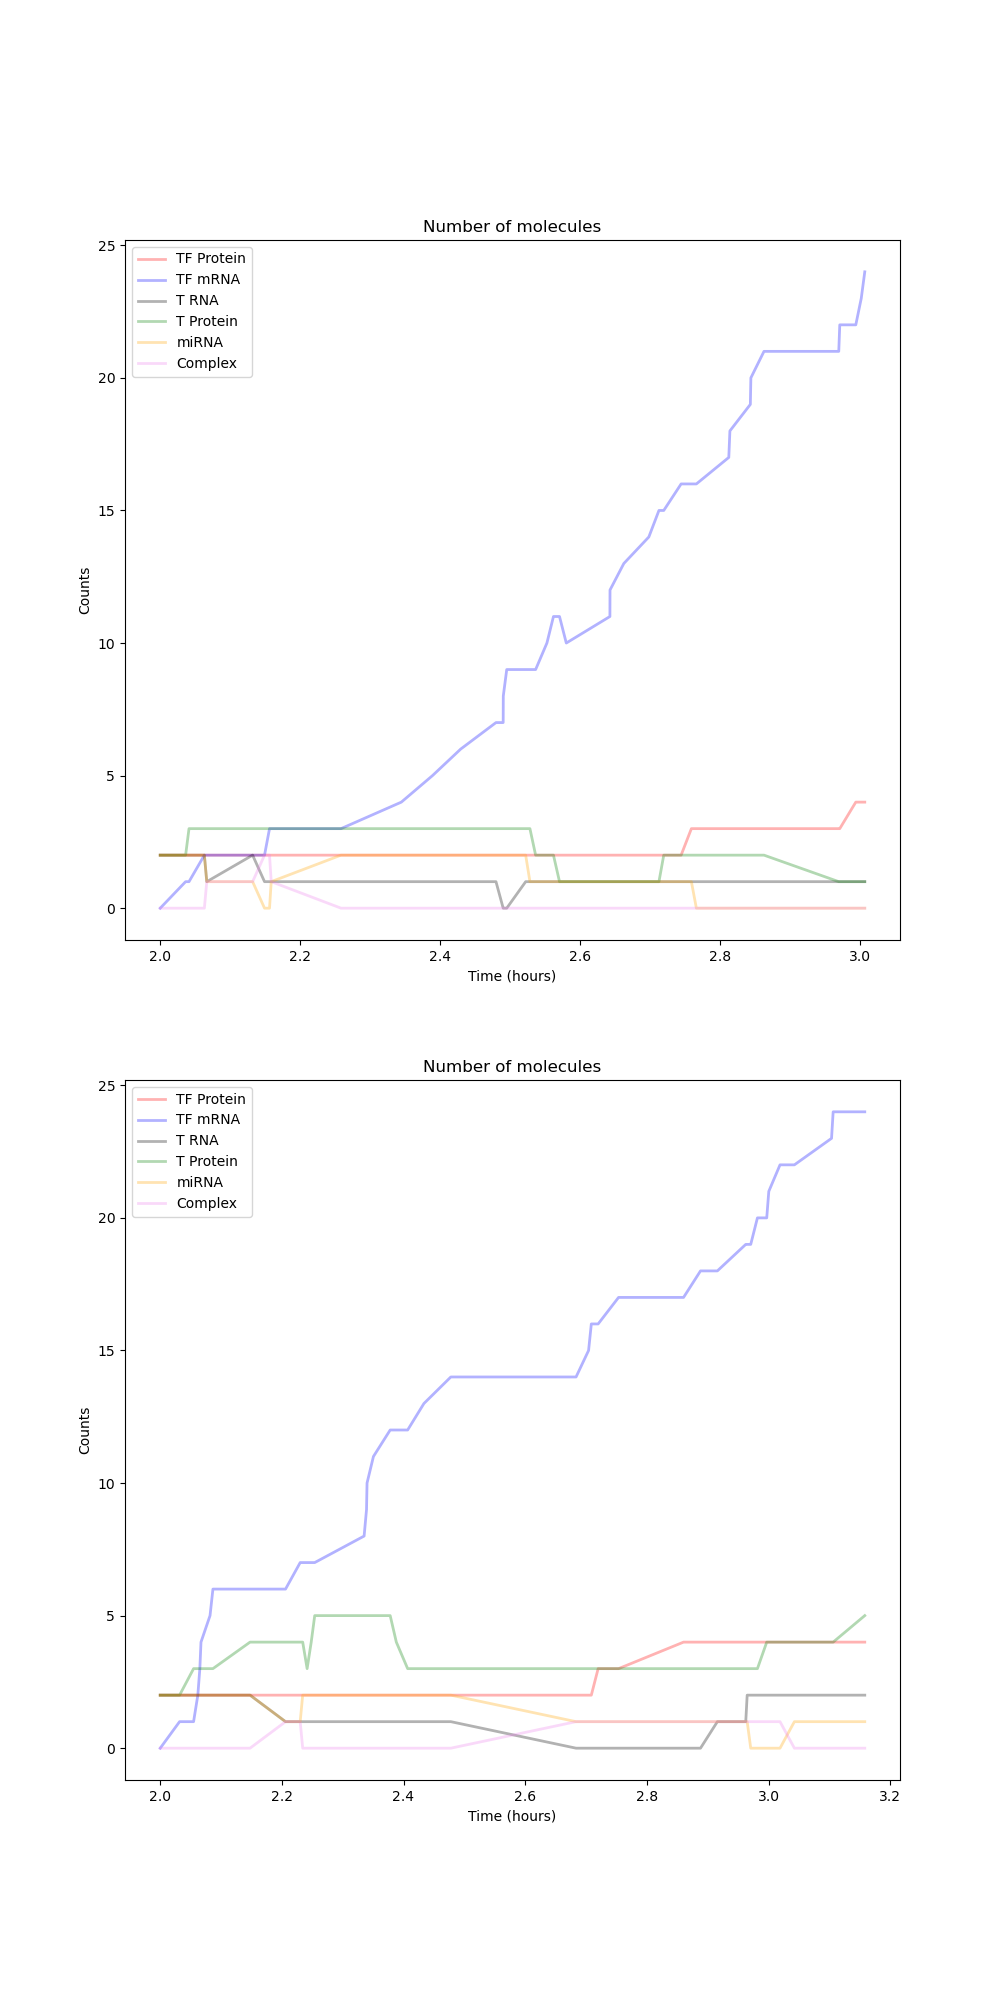 Number of molecules
25
20
15
10
5
0
Counts
TF Protein
TF mRNA
T RNA
T Protein
miRNA
Complex
2.0 2.2 2.4 2.6 2.8 3.0
Time (hours)
Number of molecules
25
20
15
10
5
0
Counts
TF Protein
TF mRNA
T RNA
T Protein
miRNA
Complex
2.0 2.2 2.4 2.6 2.8 3.0 3.2
Time (hours)